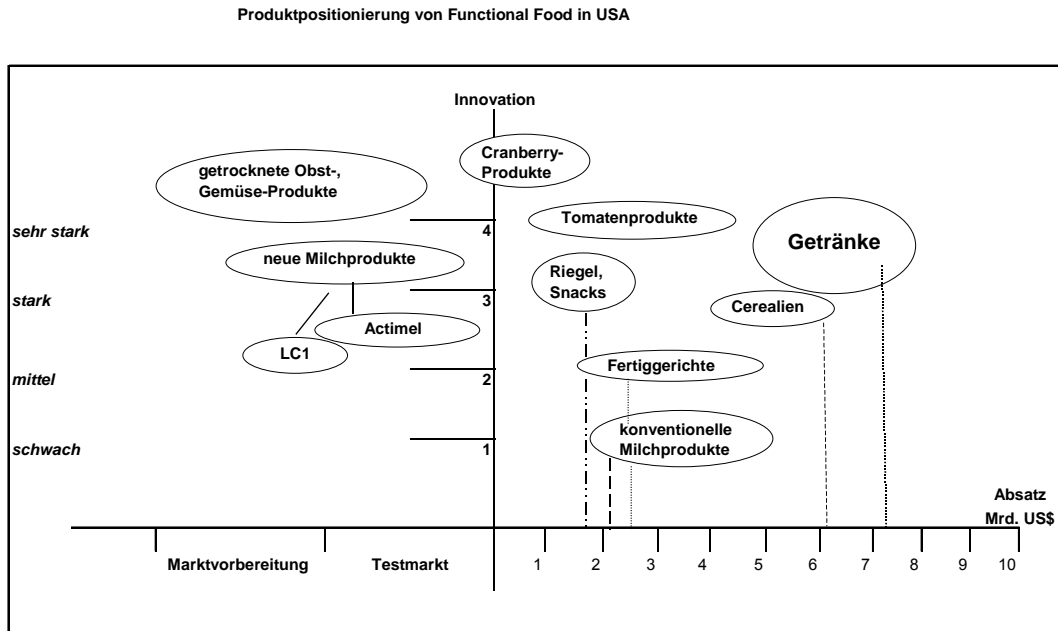 Produktpositionierung von Functional Food in USA
Innovation
Cranberry-
Produkte
getrocknete Obst-,
Gemüse-Produkte
Tomatenprodukte
sehr stark
4
Getränke
neue Milchprodukte
Riegel,
Snacks
stark
3
Cerealien
Actimel
LC1
Fertiggerichte
mittel
2
konventionelle
Milchprodukte
schwach
1
Absatz
Mrd. US$
Marktvorbereitung
Testmarkt
1 2 3 4 5 6 7 8 9 10